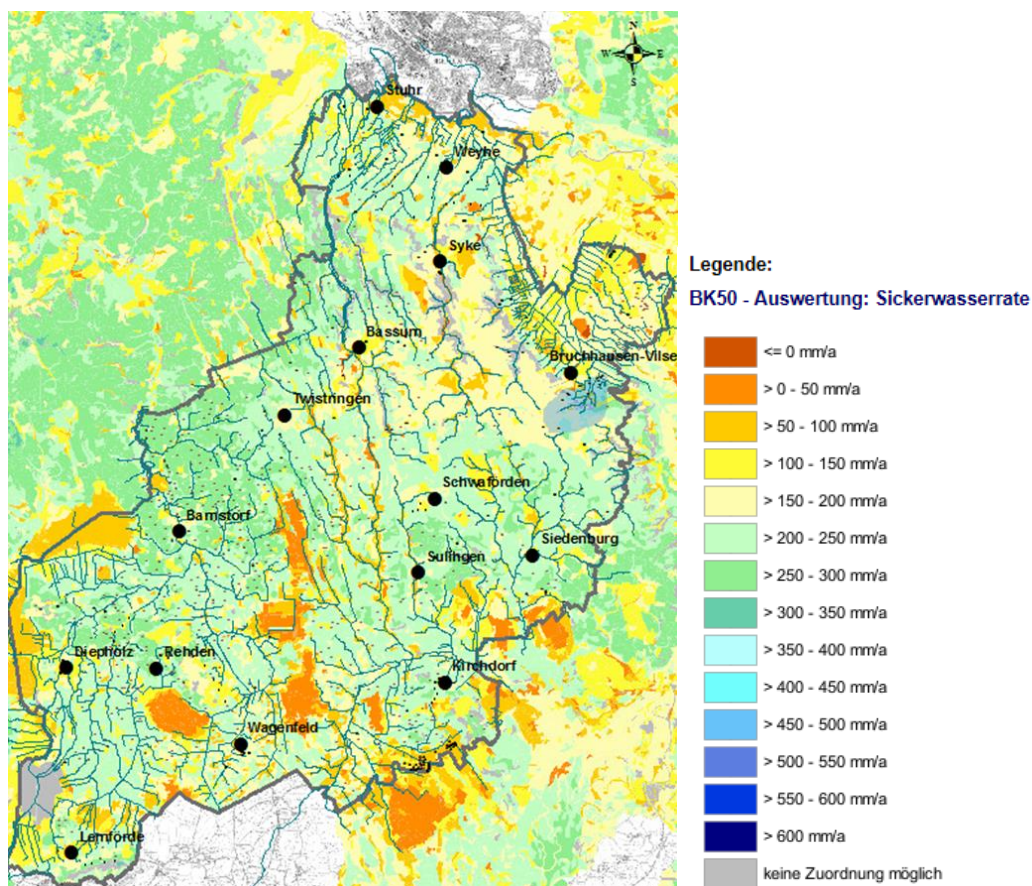 N
W
E
S
Stuhr
Weyhe
Syke
Bassum
Bruchhausen-Vilse
Twistringen
Schwaförden
Barnstorf
Siedenburg
Sulingen
Diepholz
Rehden
Kirchdorf
Wagenfeld
Lemförde
Legende:
BK50 - Auswertung: Sickerwasserrate
<= 0 mm/a
> 0 - 50 mm/a
> 50 - 100 mm/a
> 100 - 150 mm/a
> 150 - 200 mm/a
> 200 - 250 mm/a
> 250 - 300 mm/a
> 300 - 350 mm/a
> 350 - 400 mm/a
> 400 - 450 mm/a
> 450 - 500 mm/a
> 500 - 550 mm/a
> 550 - 600 mm/a
> 600 mm/a
keine Zuordnung möglich